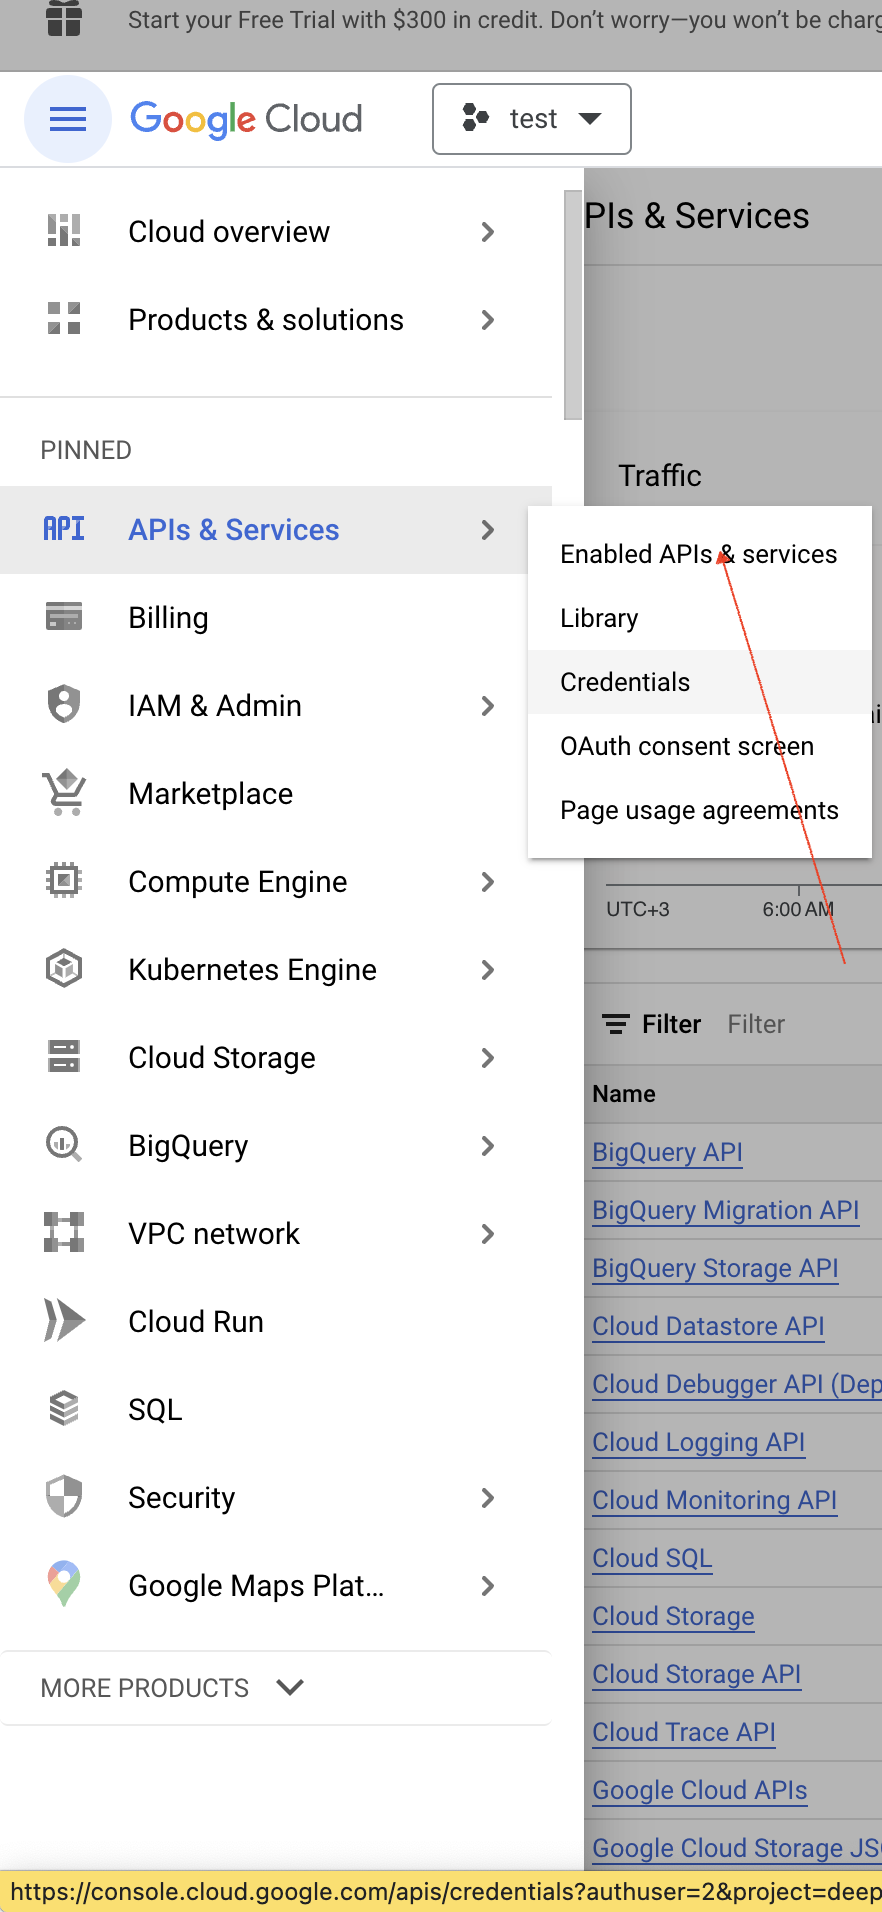 Start your Free Trial with $300 in credit. Don't worry—you won't be charg
Google Cloud
test
Cloud overview
Products & solutions
PINNED
APIs & Services
Billing
IAM & Admin
Marketplace
Compute Engine
Kubernetes Engine
Cloud Storage
BigQuery
VPC network
Cloud Run
SQL
Security
Google Maps Plat...
MORE PRODUCTS
PIs & Services
Traffic
Enabled APIs & services
Library
Credentials
OAuth consent screen
Page usage agreements
UTC+3 6:00 AM
Filter Filter
Name
BigQuery API
BigQuery Migration API
BigQuery Storage API
Cloud Datastore API
Cloud Debugger API (Dep
Cloud Logging API
Cloud Monitoring API
Cloud SQL
Cloud Storage
Cloud Storage API
Cloud Trace API
Google Cloud APIs
Google Cloud Storage JS
https://console.cloud.google.com/apis/credentials?authuser=2&project=deep